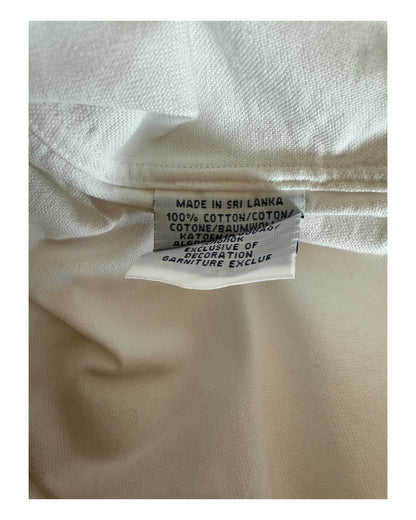 MADE IN SRI LANKA
100% COTTON/COTON/
COTONE/BAUMWOLLE
KATOEN/
EXCLUSIVE OF
DECORATION
GARNITURE EXCLUE